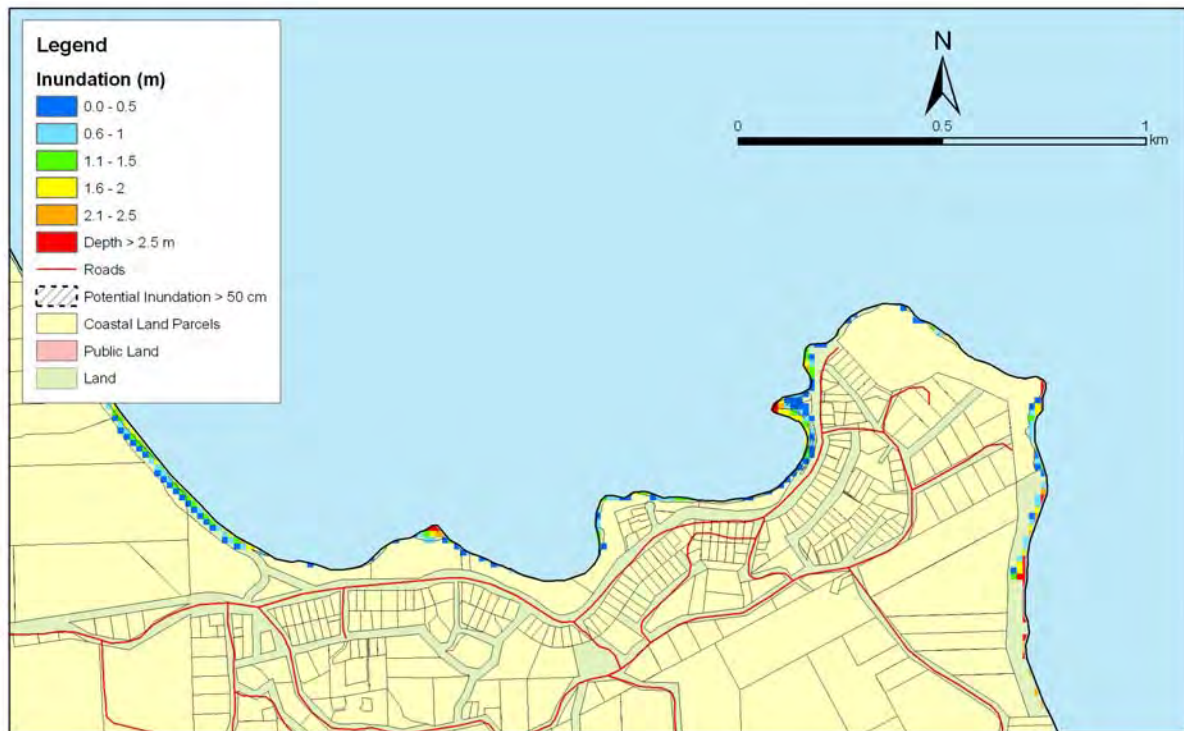 Legend
Inundation (m)
0.0 - 0.5
0.6 - 1
1.1 - 1.5
1.6 - 2
2.1 - 2.5
Depth > 2.5 m
Roads
Potential Inundation > 50 cm
Coastal Land Parcels
Public Land
Land
N
0 0.5 1
km